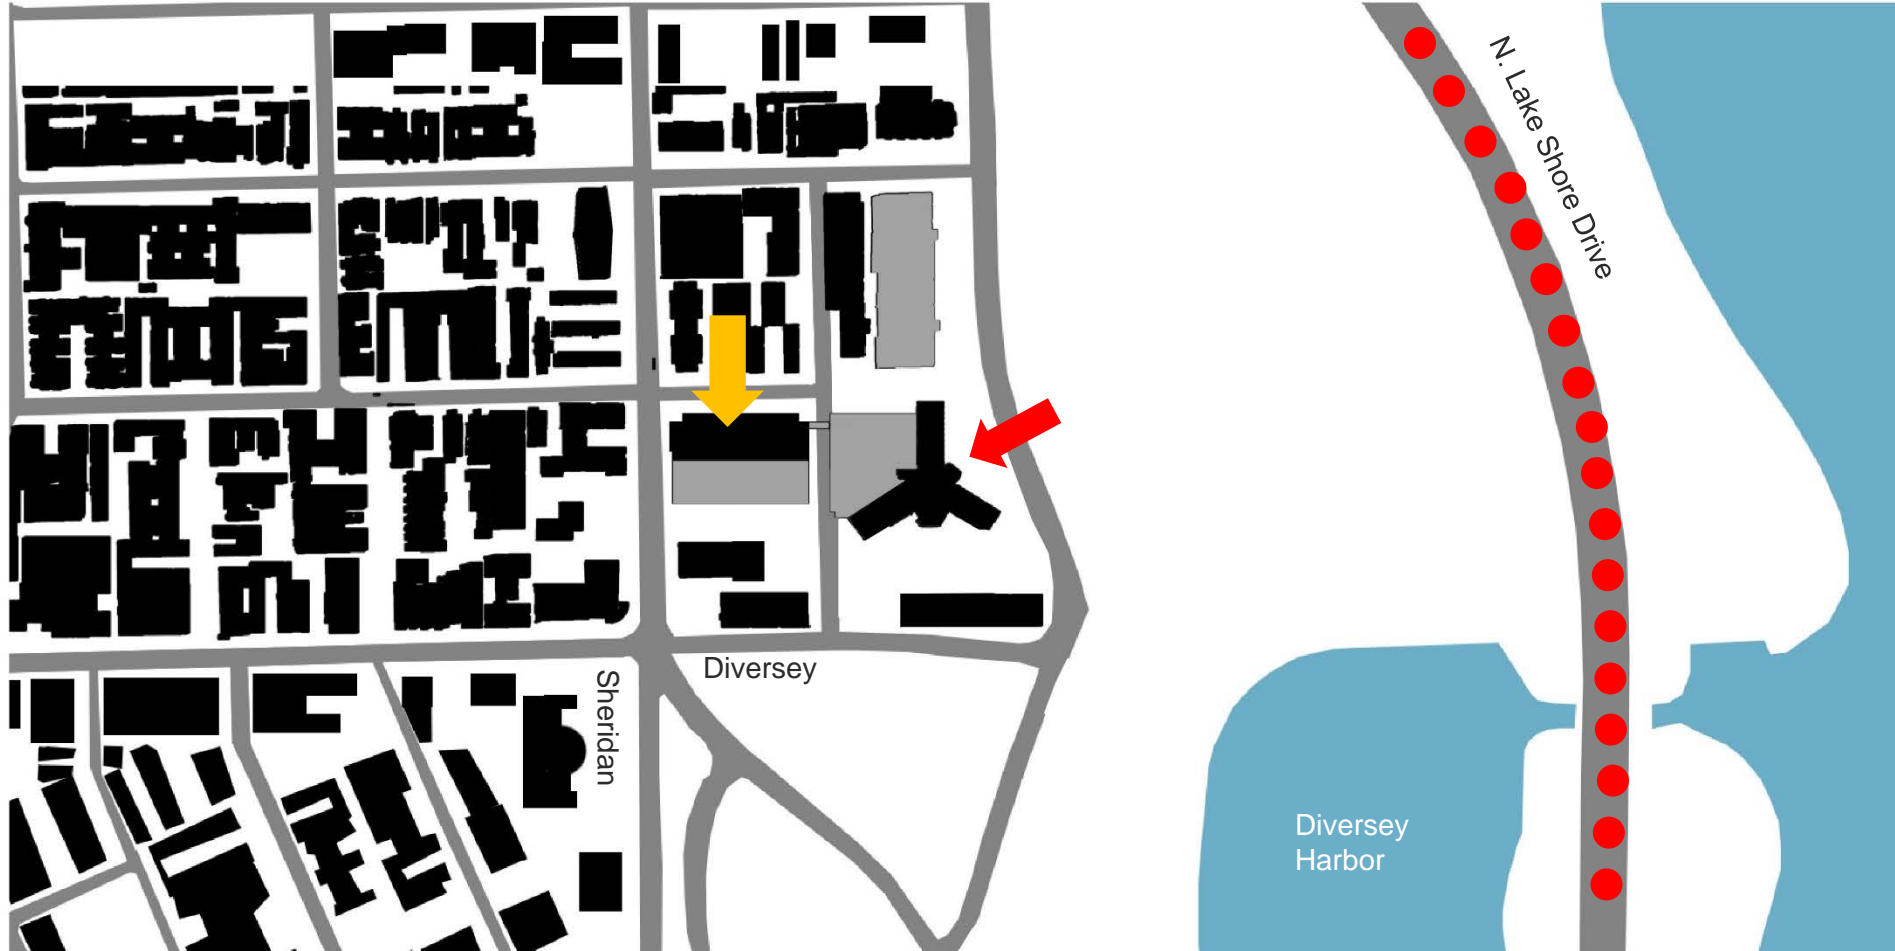 N. Lake Shore Drive
Diversey
Sheridan
Diversey
Harbor